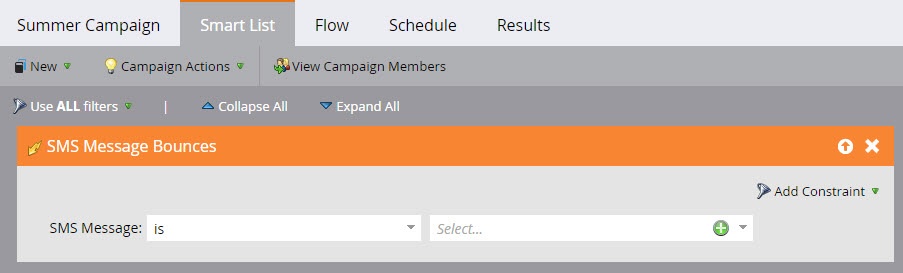 Summer Campaign Smart List Flow Schedule Results
New Campaign Actions View Campaign Members
Use ALL filters | Collapse All Expand All
SMS Message Bounces
Add Constraint
SMS Message: is Select...